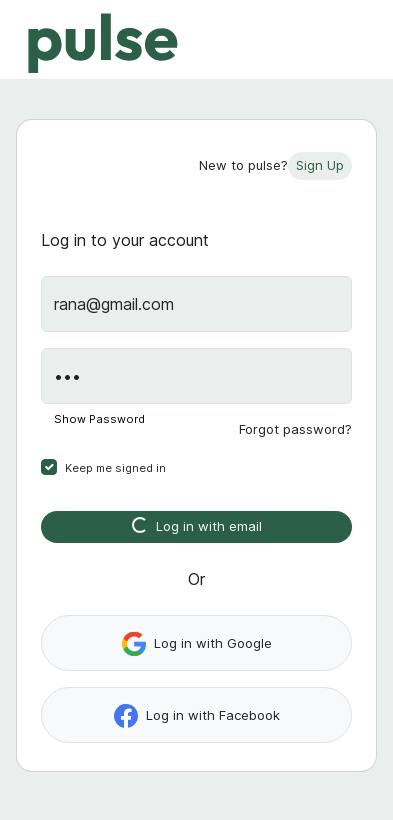 pulse
New to pulse? Sign Up
Log in to your account
rana@gmail.com
•••
Show Password
Forgot password?
Keep me signed in
Log in with email
Or
Log in with Google
Log in with Facebook